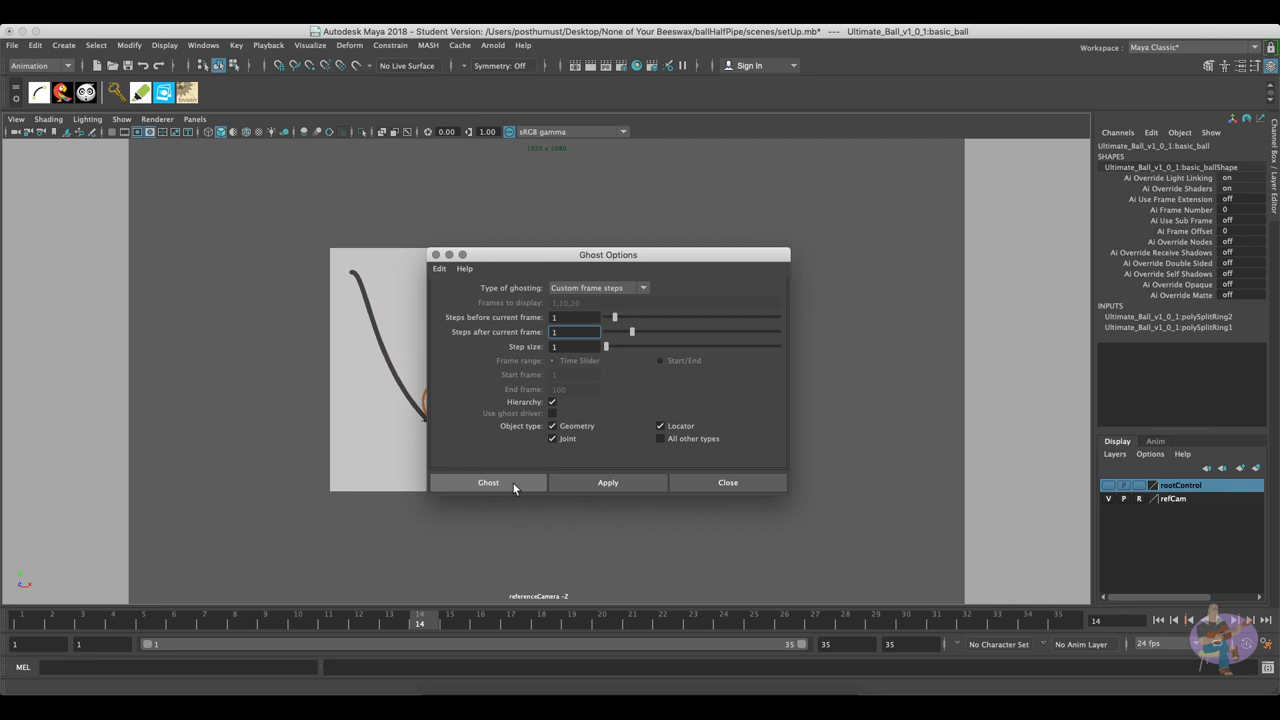 Autodesk Maya 2018 - Student Version: /Users/posthumust/Desktop/None of Your Beeswax/ballHalfPipe/scenes/setUp.mb* --- Ultimate_Ball_v1_0_1:basic_ball
File Edit Create Select Modify Display Windows Key Playback Visualize Deform Constrain MASH Cache Arnold Help
Workspace : Maya Classic*
Animation No Live Surface Symmetry: Off Sign In
tween
View Shading Lighting Show Renderer Panels
0.00 1.00 sRGB gamma
1920 x 1080
Channels Edit Object Show
Ultimate_Ball_v1_0_1:basic_ball
SHAPES
Ultimate_Ball_v1_0_1:basic_ballShape
Ai Override Light Linking on
Ai Override Shaders on
Ai Use Frame Extension off
Ai Frame Number 0
Ai Use Sub Frame off
Ai Frame Offset 0
Ai Override Nodes off
Ai Override Receive Shadows off
Ai Override Double Sided off
Ai Override Self Shadows off
Ai Override Opaque off
Ai Override Matte off
INPUTS
Ultimate_Ball_v1_0_1:polySplitRing2
Ultimate_Ball_v1_0_1:polySplitRing1
Channel Box / Layer Editor
Ghost Options
Edit Help
Type of ghosting: Custom frame steps
Frames to display: 1,10,20
Steps before current frame: 1
Steps after current frame: 1
Step size: 1
Frame range: Time Slider Start/End
Start frame: 1
End frame: 100
Hierarchy:
Use ghost driver:
Object type: Geometry Locator
Joint All other types
Ghost Apply Close
Display Anim
Layers Options Help
P rootControl
V P R refCam
referenceCamera -Z
1 2 3 4 5 6 7 8 9 10 11 12 13 14 15 16 17 18 19 20 21 22 23 24 25 26 27 28 29 30 31 32 33 34 35
14 14
1 1 1 35 35 35 No Character Set No Anim Layer 24 fps
MEL